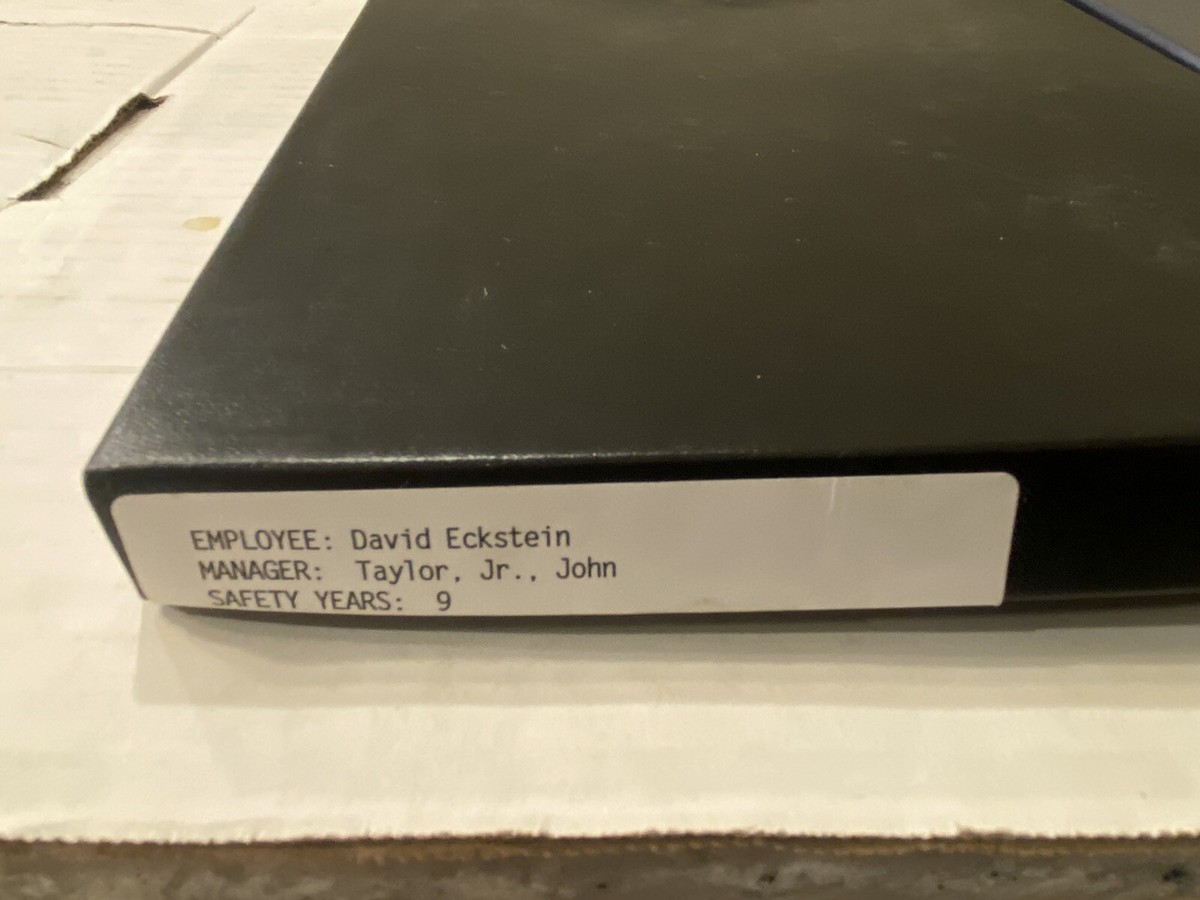 EMPLOYEE: David Eckstein
MANAGER: Taylor, Jr., John
SAFETY YEARS: 9